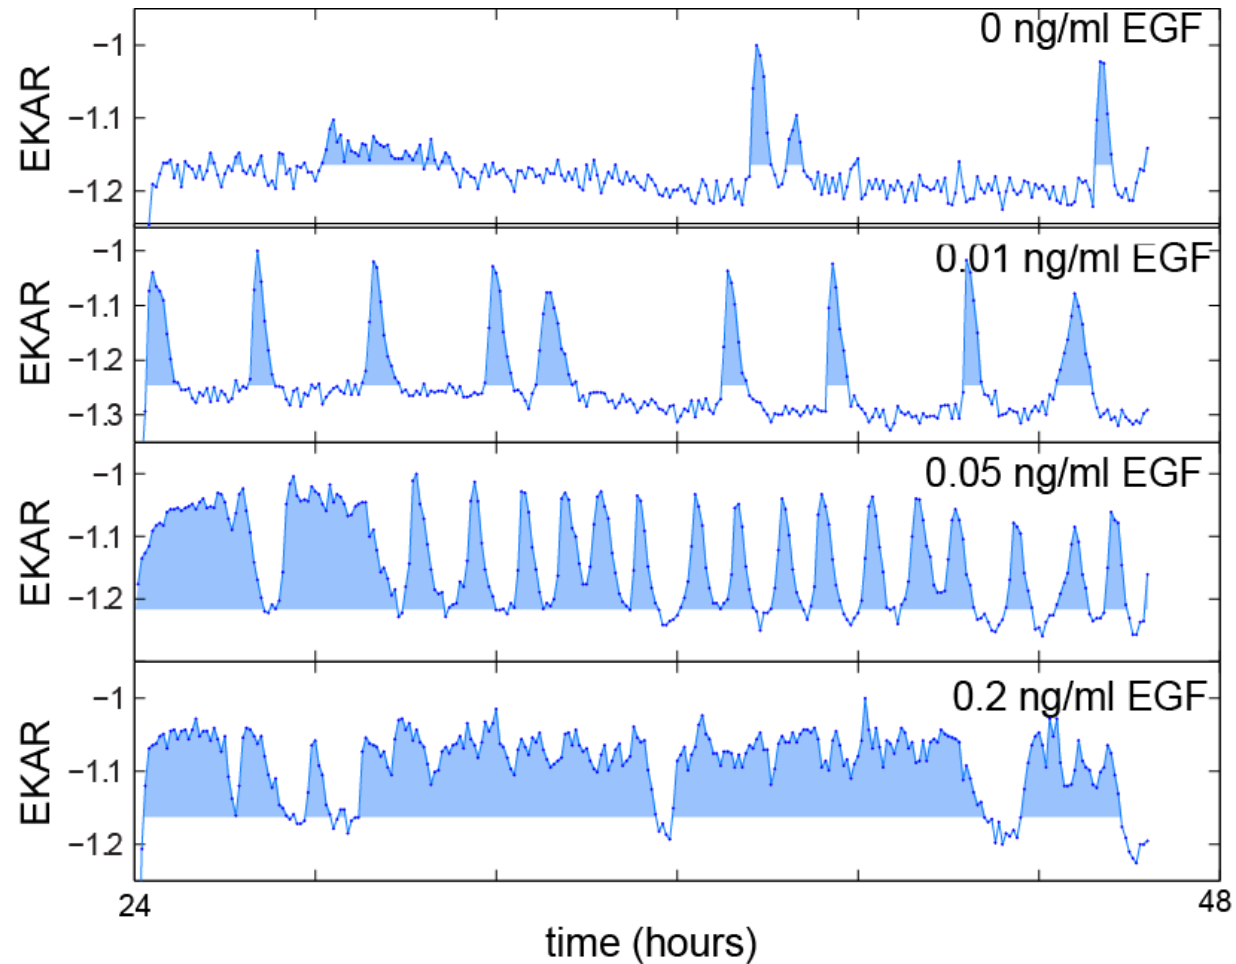 0 ng/ml EGF
EKAR
−1
−1.1
−1.2
0.01 ng/ml EGF
EKAR
−1
−1.1
−1.2
−1.3
0.05 ng/ml EGF
EKAR
−1
−1.1
−1.2
0.2 ng/ml EGF
EKAR
−1
−1.1
−1.2
24
48
time (hours)